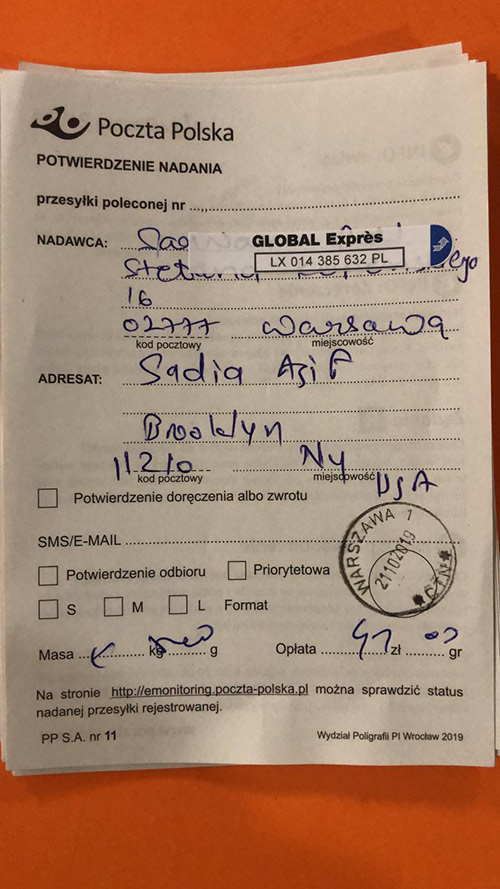 Poczta Polska
POTWIERDZENIE NADANIA
przesyłki poleconej nr
NADAWCA:
GLOBAL Exprès
LX 014 385 632 PL
16
02777 Warsawa
kod pocztowy miejscowość
ADRESAT: Sadia Asif
Brooklyn
11210 Ny
kod pocztowy miejscowość USA
Potwierdzenie doręczenia albo zwrotu
SMS/E-MAIL
WARSZAWA 1
21102019
Potwierdzenie odbioru Priorytetowa
S M L Format
Masa kg g Opłata zł gr
Na stronie http://emonitoring.poczta-polska.pl można sprawdzić status
nadanej przesyłki rejestrowanej.
PP S.A. nr 11 Wydział Poligrafii PI Wrocław 2019